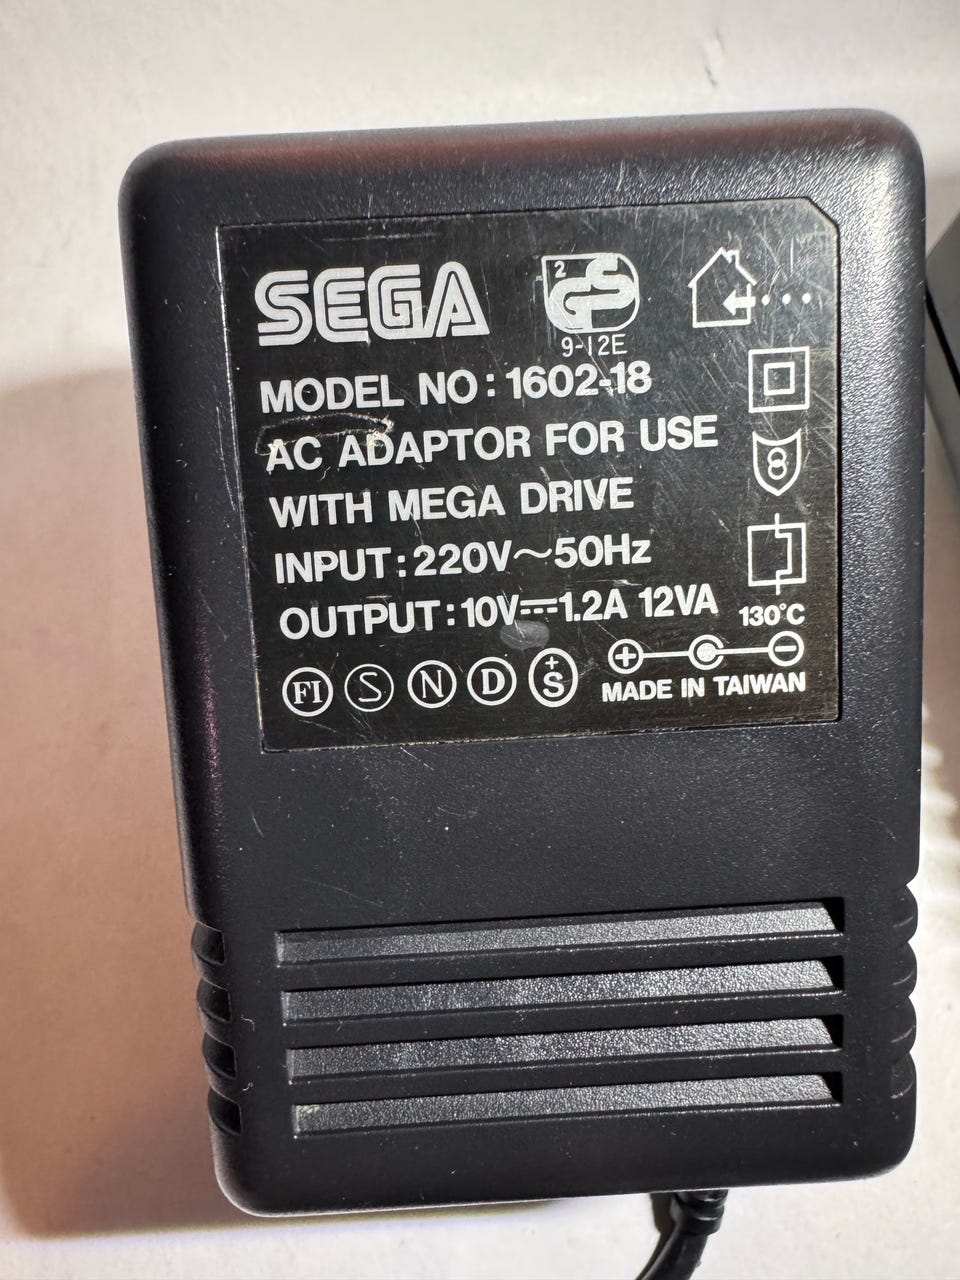 SEGA
2 GS
9-12E
MODEL NO: 1602-18
AC ADAPTOR FOR USE
WITH MEGA DRIVE
INPUT: 220V～50Hz
OUTPUT: 10V⎓1.2A 12VA
130°C
FI S N D +S
MADE IN TAIWAN